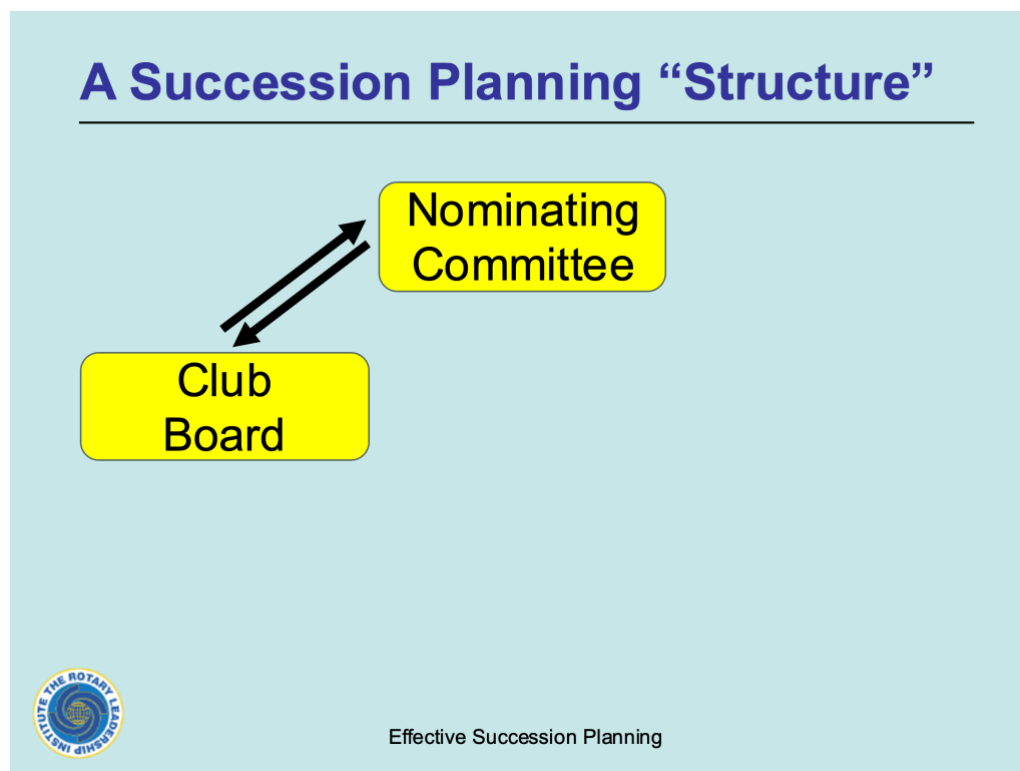 A Succession Planning “Structure”
Nominating
Committee
Club
Board
THE ROTARY LEADERSHIP INSTITUTE
Effective Succession Planning